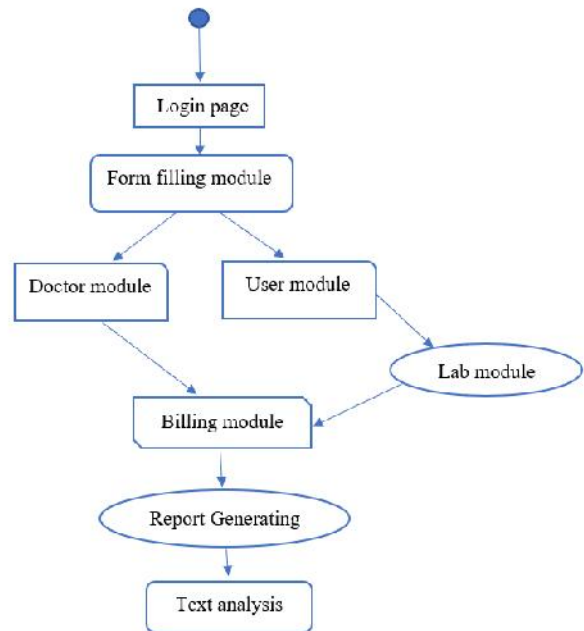 Login page
Form filling module
Doctor module
User module
Lab module
Billing module
Report Generating
Text analysis